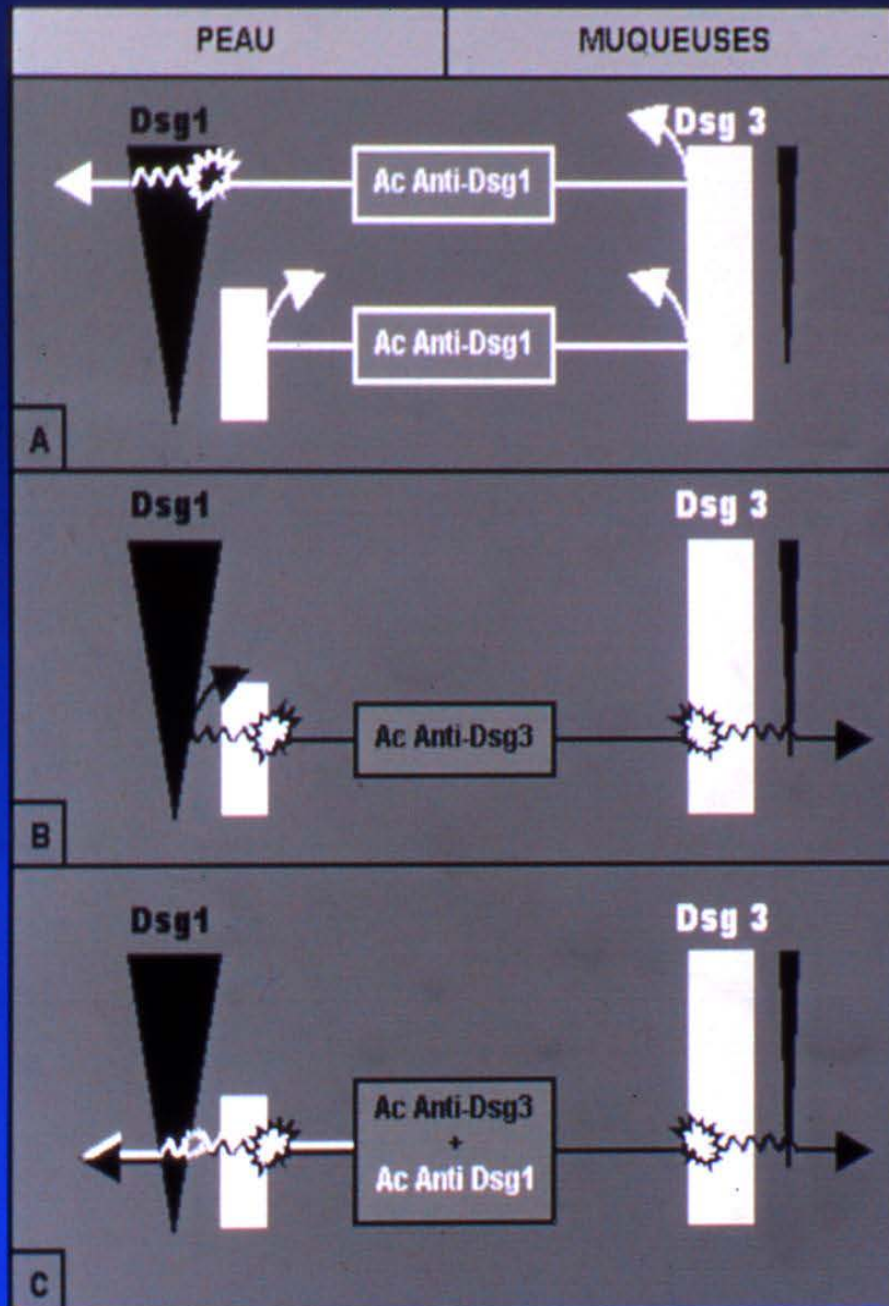 PEAU MUQUEUSES
Dsg1 Dsg 3
Ac Anti-Dsg1
Ac Anti-Dsg1
A
Dsg1 Dsg 3
Ac Anti-Dsg3
B
Dsg1 Dsg 3
Ac Anti-Dsg3
+
Ac Anti Dsg1
C